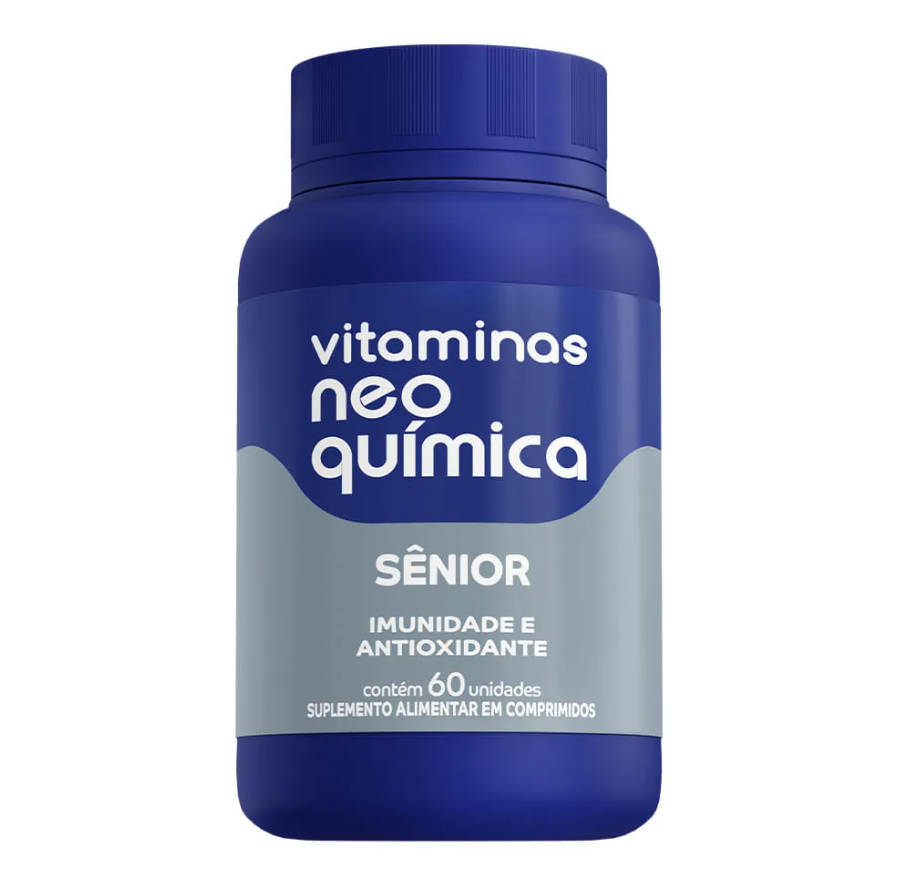 vitaminas
neo
química
SÊNIOR
IMUNIDADE E
ANTIOXIDANTE
contém 60 unidades
SUPLEMENTO ALIMENTAR EM COMPRIMIDOS